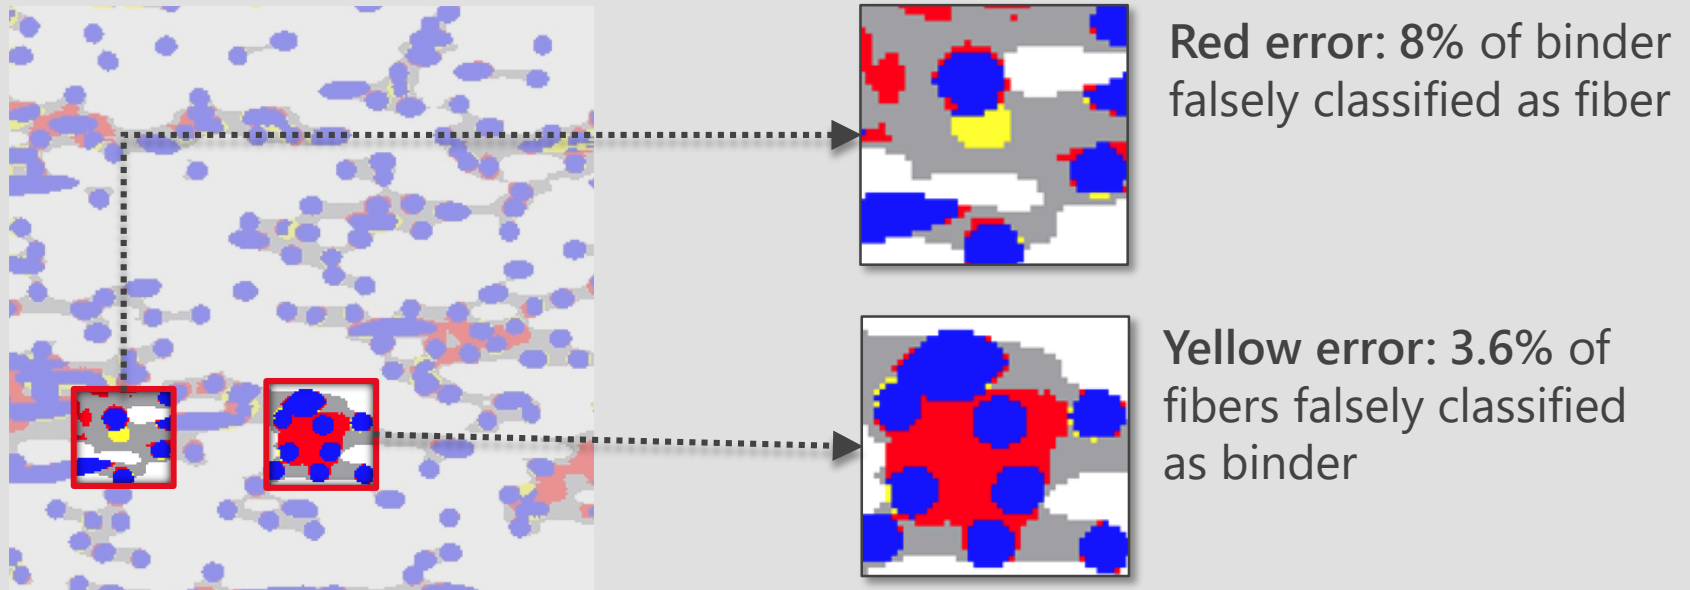 Red error: 8% of binder
falsely classified as fiber
Yellow error: 3.6% of
fibers falsely classified
as binder